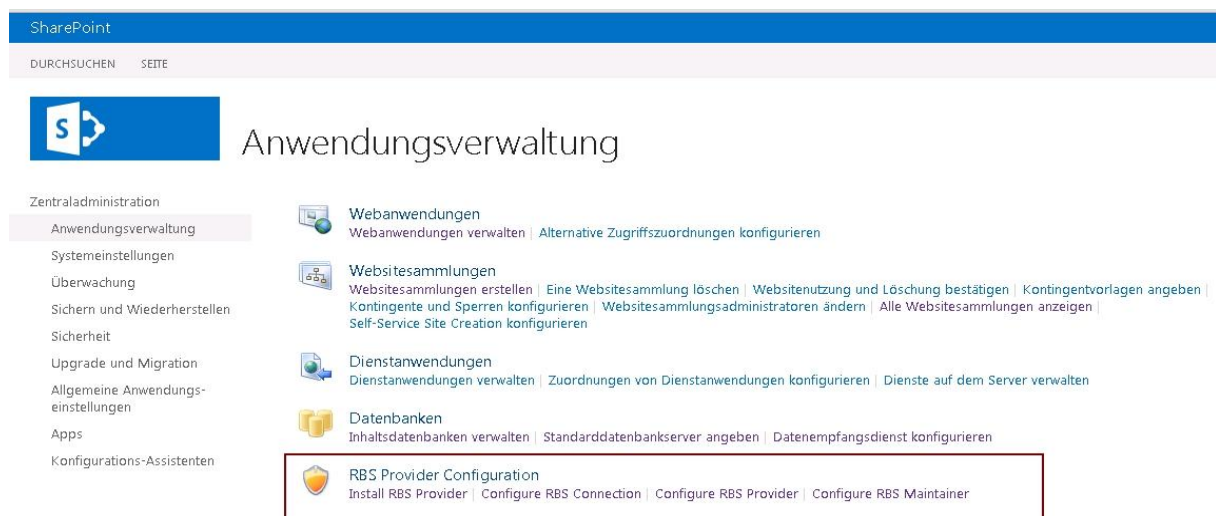 SharePoint
DURCHSUCHEN SEITE
S
Anwendungsverwaltung
Zentraladministration
Anwendungsverwaltung
Systemeinstellungen
Überwachung
Sichern und Wiederherstellen
Sicherheit
Upgrade und Migration
Allgemeine Anwendungs-
einstellungen
Apps
Konfigurations-Assistenten
Webanwendungen
Webanwendungen verwalten | Alternative Zugriffszuordnungen konfigurieren
Websitesammlungen
Websitesammlungen erstellen | Eine Websitesammlung löschen | Websitenutzung und Löschung bestätigen | Kontingentvorlagen angeben |
Kontingente und Sperren konfigurieren | Websitesammlungsadministratoren ändern | Alle Websitesammlungen anzeigen |
Self-Service Site Creation konfigurieren
Dienstanwendungen
Dienstanwendungen verwalten | Zuordnungen von Dienstanwendungen konfigurieren | Dienste auf dem Server verwalten
Datenbanken
Inhaltsdatenbanken verwalten | Standarddatenbankserver angeben | Datenempfangsdienst konfigurieren
RBS Provider Configuration
Install RBS Provider | Configure RBS Connection | Configure RBS Provider | Configure RBS Maintainer